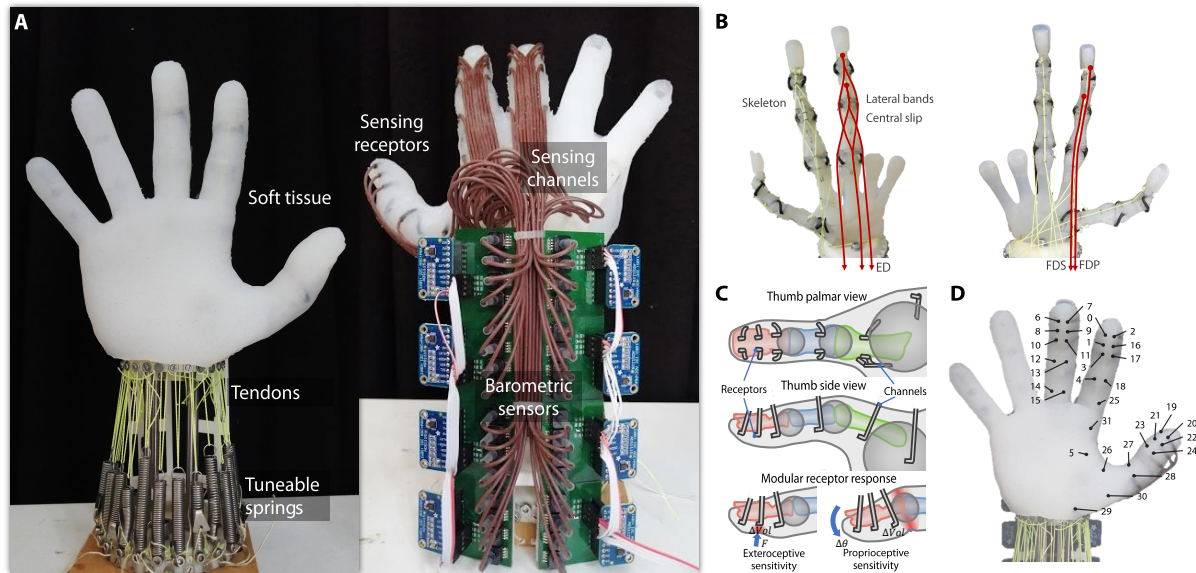 A
Sensing
receptors
Soft tissue
Sensing
channels
Tendons
Barometric
sensors
Tuneable
springs
B
Skeleton
Lateral bands
Central slip
ED
FDS
FDP
C
Thumb palmar view
Receptors
Channels
Thumb side view
Modular receptor response
ΔVol
F
Δθ
ΔVol
Exteroceptive
sensitivity
Proprioceptive
sensitivity
D
6
7
8
0
2
9
10
1
16
12
11
17
13
3
14
4
18
15
25
31
19
21
20
23
22
5
26
27
24
28
30
29